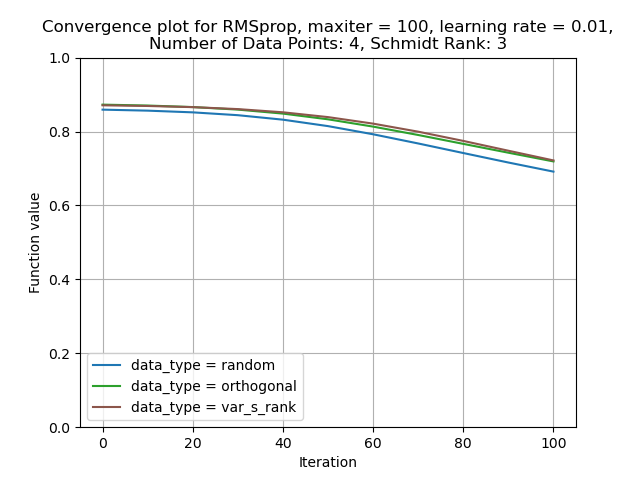 Convergence plot for RMSprop, maxiter = 100, learning rate = 0.01,
Number of Data Points: 4, Schmidt Rank: 3
Function value
1.0
0.8
0.6
0.4
0.2
0.0
data_type = random
data_type = orthogonal
data_type = var_s_rank
0 20 40 60 80 100
Iteration